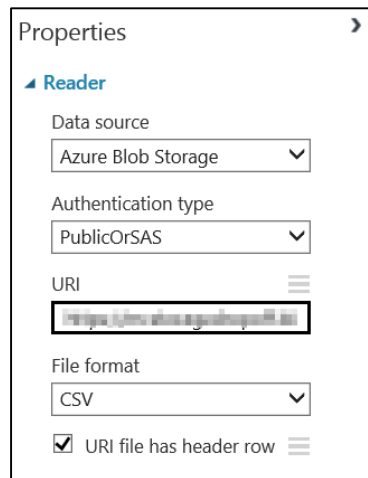 Properties
Reader
Data source
Azure Blob Storage
Authentication type
PublicOrSAS
URI
File format
CSV
URI file has header row